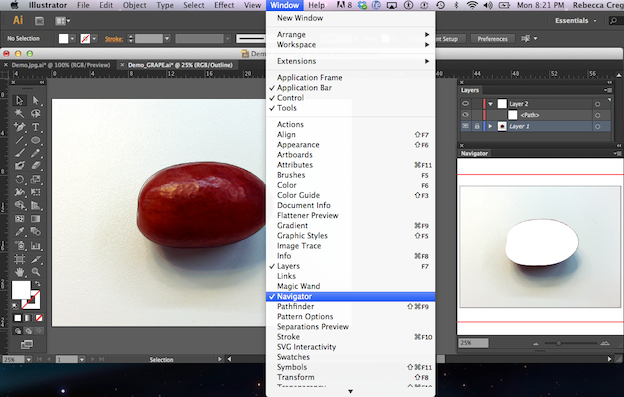 Illustrator File Edit Object Type Select Effect View Window Help A 8 Mon 8:21 PM Rebecca Creg
Ai Essentials
No Selection Stroke: ent Setup Preferences
Demo.jpg.ai* @ 100% (RGB/Preview) Demo_GRAPE.ai* @ 25% (RGB/Outline)
New Window
Arrange
Workspace
Extensions
Application Frame
✓ Application Bar
✓ Control
✓ Tools
Actions
Align ⇧F7
Appearance ⇧F6
Artboards
Attributes ⌘F11
Brushes F5
Color F6
Color Guide ⇧F3
Document Info
Flattener Preview
Gradient ⌘F9
Graphic Styles ⇧F5
Image Trace
Info ⌘F8
✓ Layers F7
Links
Magic Wand
✓ Navigator
Pathfinder ⇧⌘F9
Pattern Options
Separations Preview
Stroke ⌘F10
SVG Interactivity
Swatches
Symbols ⇧⌘F11
Transform ⇧F8
Layers
Layer 2
<Path>
Layer 1
Navigator
25%
25% 1 Selection